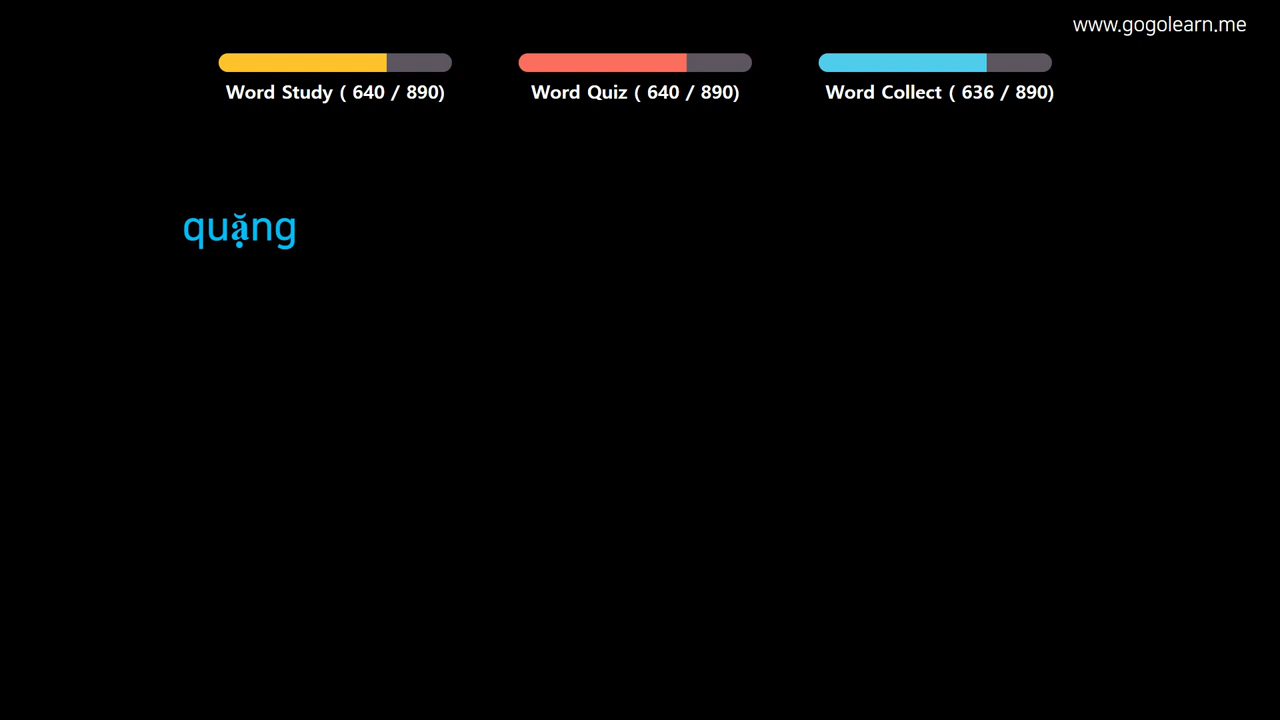 www.gogolearn.me
Word Study ( 640 / 890)
Word Quiz ( 640 / 890)
Word Collect ( 636 / 890)
quặng